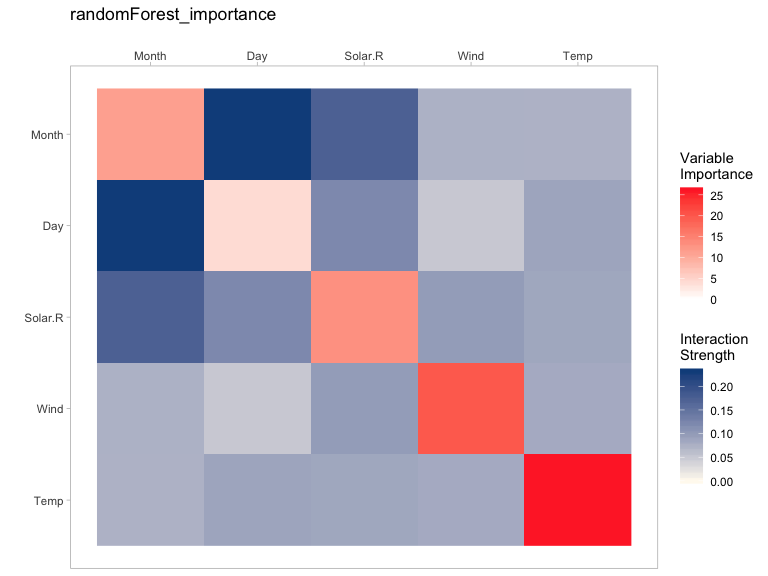 randomForest_importance
Month Day Solar.R Wind Temp
Month
Day
Solar.R
Wind
Temp
Variable
Importance
25
20
15
10
5
0
Interaction
Strength
0.20
0.15
0.10
0.05
0.00